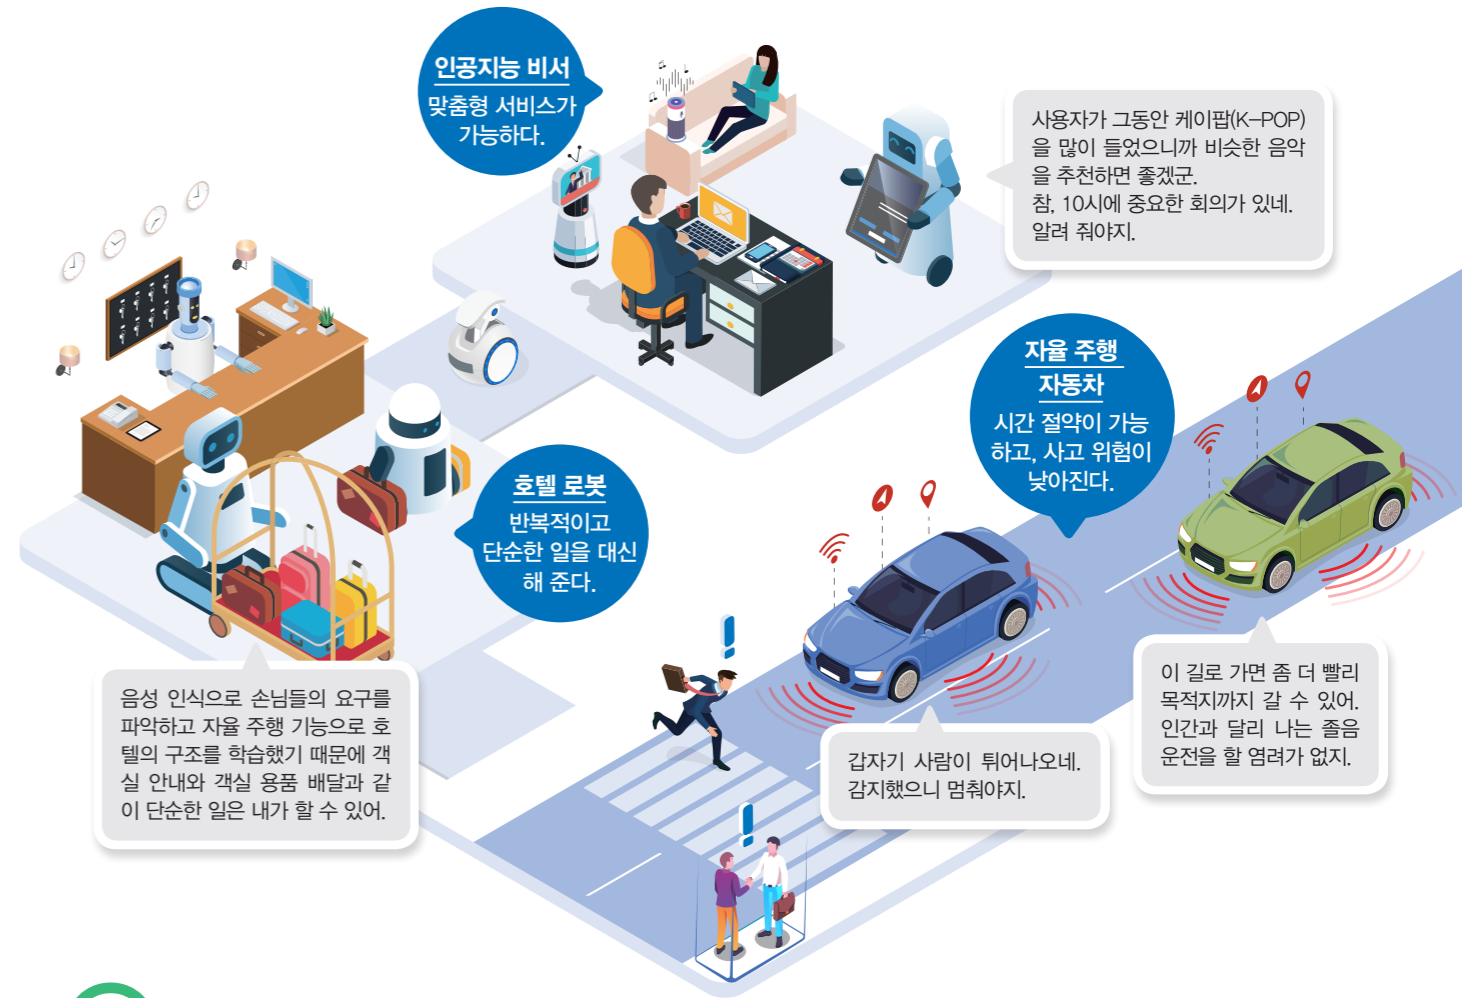 인공지능 비서
맞춤형 서비스가
가능하다.
사용자가 그동안 케이팝(K-POP)
을 많이 들었으니까 비슷한 음악
을 추천하면 좋겠군.
참, 10시에 중요한 회의가 있네.
알려 줘야지.
자율 주행
자동차
시간 절약이 가능
하고, 사고 위험이
낮아진다.
호텔 로봇
반복적이고
단순한 일을 대신
해 준다.
음성 인식으로 손님들의 요구를
파악하고 자율 주행 기능으로 호
텔의 구조를 학습했기 때문에 객
실 안내와 객실 용품 배달과 같
이 단순한 일은 내가 할 수 있어.
갑자기 사람이 튀어나오네.
감지했으니 멈춰야지.
이 길로 가면 좀 더 빨리
목적지까지 갈 수 있어.
인간과 달리 나는 졸음
운전을 할 염려가 없지.